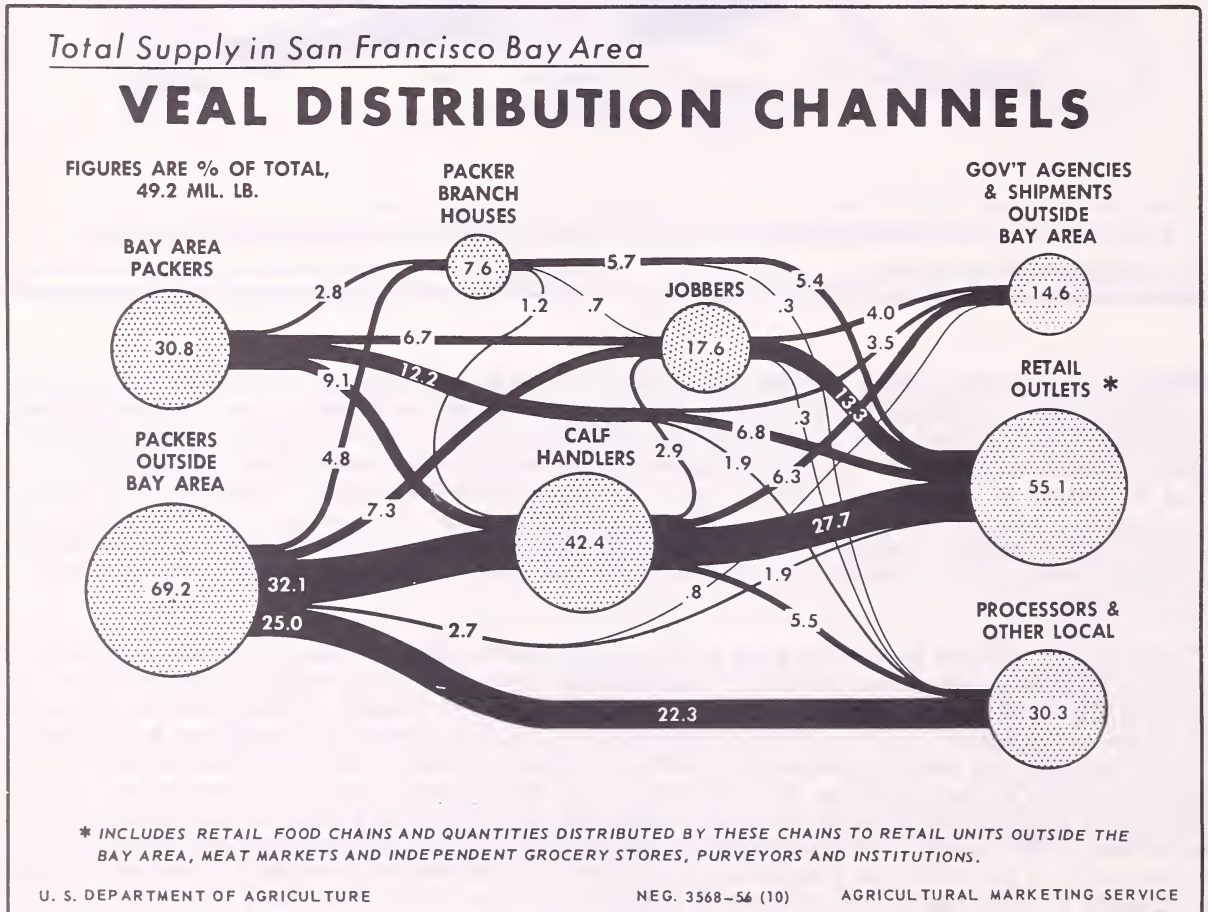 Total Supply in San Francisco Bay Area
VEAL DISTRIBUTION CHANNELS
FIGURES ARE % OF TOTAL,
49.2 MIL. LB.
PACKER
BRANCH
HOUSES
7.6
GOV'T AGENCIES
& SHIPMENTS
OUTSIDE
BAY AREA
14.6
BAY AREA
PACKERS
30.8
JOBBERS
17.6
2.8
1.2
.7
5.7
5.4
.3
4.0
3.5
6.7
12.2
9.1
13.3
.3
RETAIL
OUTLETS *
55.1
PACKERS
OUTSIDE
BAY AREA
69.2
4.8
7.3
CALF
HANDLERS
42.4
2.9
6.8
1.9
6.3
27.7
32.1
25.0
2.7
.8
1.9
5.5
22.3
PROCESSORS &
OTHER LOCAL
30.3
* INCLUDES RETAIL FOOD CHAINS AND QUANTITIES DISTRIBUTED BY THESE CHAINS TO RETAIL UNITS OUTSIDE THE
BAY AREA, MEAT MARKETS AND INDEPENDENT GROCERY STORES, PURVEYORS AND INSTITUTIONS.
U. S. DEPARTMENT OF AGRICULTURE
NEG. 3568-56 (10)
AGRICULTURAL MARKETING SERVICE